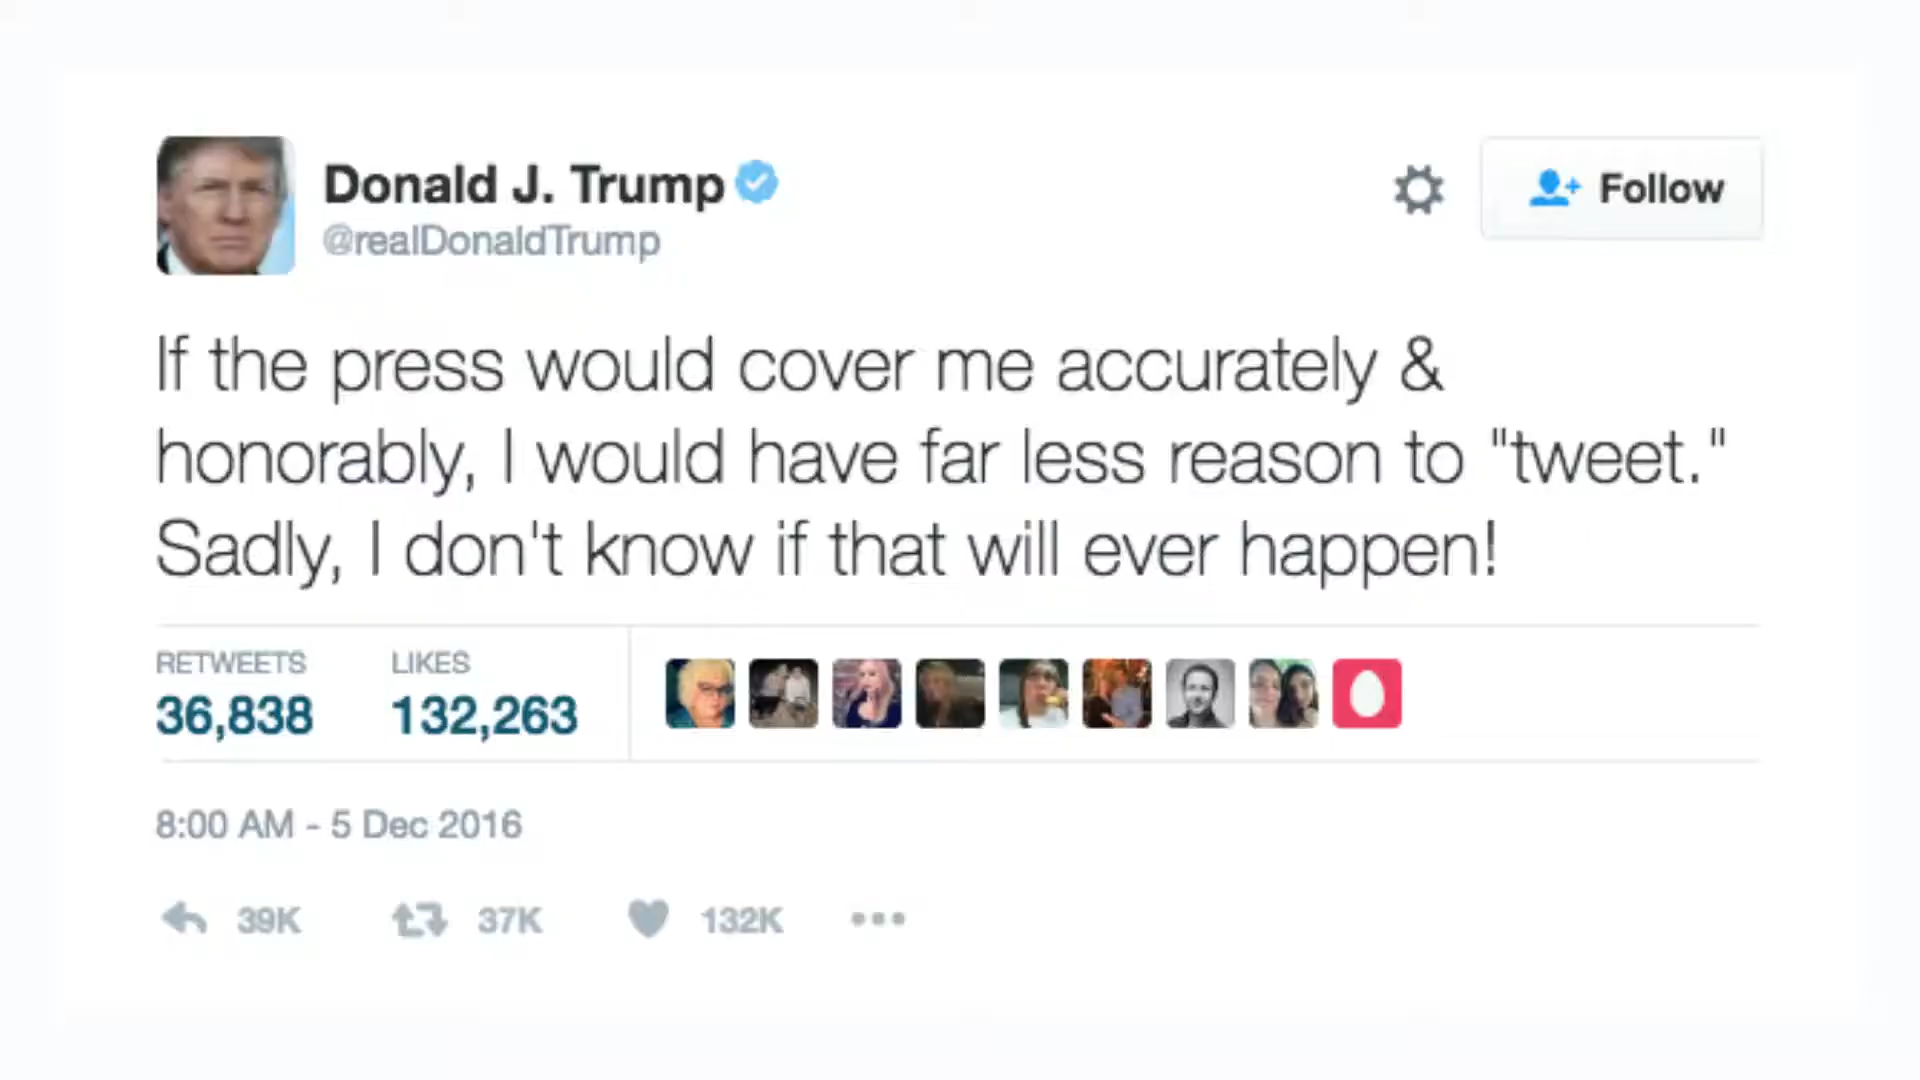 Donald J. Trump
@realDonaldTrump
Follow
If the press would cover me accurately &
honorably, I would have far less reason to "tweet."
Sadly, I don't know if that will ever happen!
RETWEETS LIKES
36,838 132,263
8:00 AM - 5 Dec 2016
39K 37K 132K